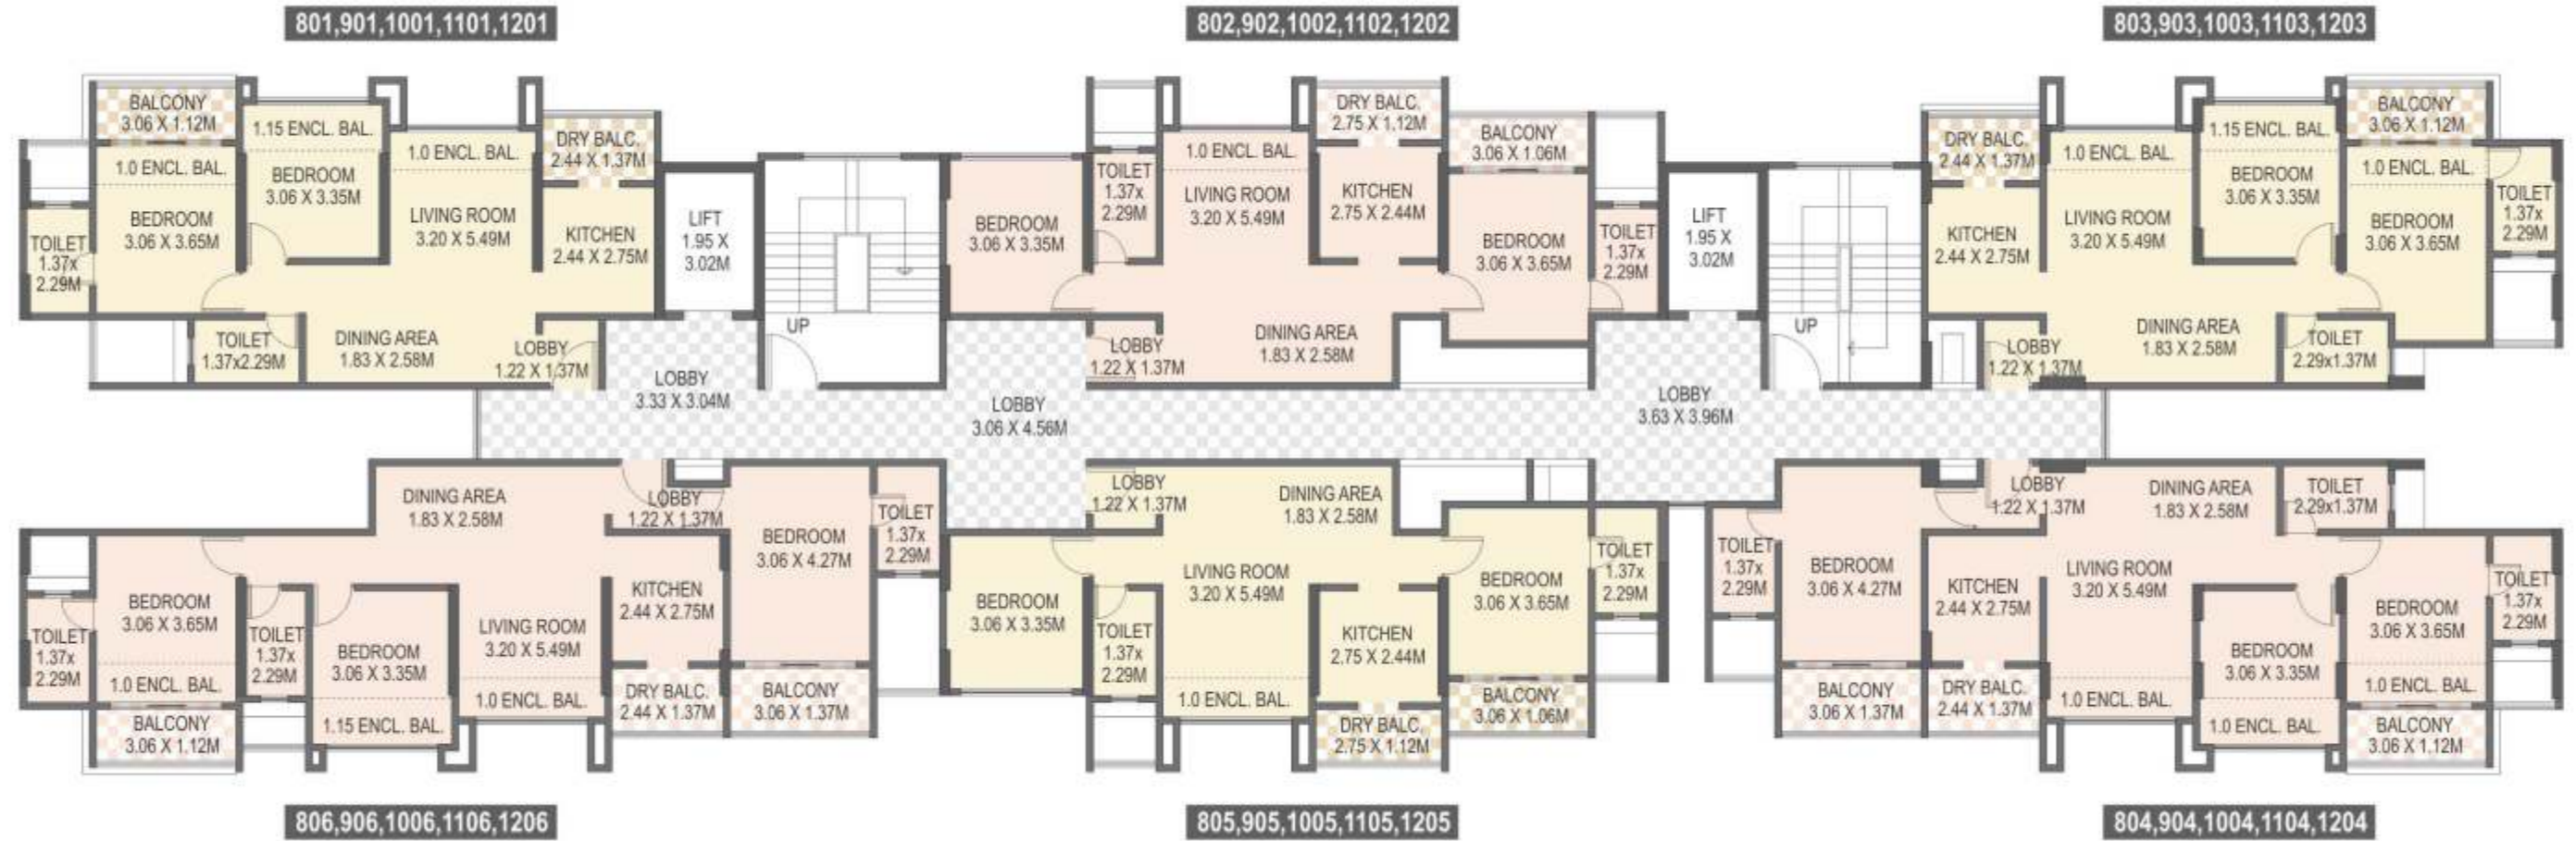 801,901,1001,1101,1201
802,902,1002,1102,1202
803,903,1003,1103,1203
BALCONY
3.06 X 1.12M
1.15 ENCL. BAL.
1.0 ENCL. BAL.
DRY BALC.
2.44 X 1.37M
1.0 ENCL. BAL.
BEDROOM
3.06 X 3.35M
BEDROOM
3.06 X 3.65M
LIVING ROOM
3.20 X 5.49M
KITCHEN
2.44 X 2.75M
TOILET
1.37x
2.29M
TOILET
1.37x2.29M
DINING AREA
1.83 X 2.58M
LOBBY
1.22 X 1.37M
LIFT
1.95 X
3.02M
UP
LOBBY
3.33 X 3.04M
BEDROOM
3.06 X 3.35M
TOILET
1.37x
2.29M
1.0 ENCL. BAL.
LIVING ROOM
3.20 X 5.49M
DRY BALC.
2.75 X 1.12M
KITCHEN
2.75 X 2.44M
BALCONY
3.06 X 1.06M
BEDROOM
3.06 X 3.65M
TOILET
1.37x
2.29M
LOBBY
1.22 X 1.37M
DINING AREA
1.83 X 2.58M
LOBBY
3.06 X 4.56M
LIFT
1.95 X
3.02M
UP
LOBBY
3.63 X 3.96M
DRY BALC.
2.44 X 1.37M
1.0 ENCL. BAL.
1.15 ENCL. BAL.
BALCONY
3.06 X 1.12M
1.0 ENCL. BAL.
BEDROOM
3.06 X 3.35M
TOILET
1.37x
2.29M
KITCHEN
2.44 X 2.75M
LIVING ROOM
3.20 X 5.49M
BEDROOM
3.06 X 3.65M
LOBBY
1.22 X 1.37M
DINING AREA
1.83 X 2.58M
TOILET
2.29x1.37M
DINING AREA
1.83 X 2.58M
LOBBY
1.22 X 1.37M
BEDROOM
3.06 X 4.27M
TOILET
1.37x
2.29M
BEDROOM
3.06 X 3.65M
TOILET
1.37x
2.29M
TOILET
1.37x
2.29M
BEDROOM
3.06 X 3.35M
LIVING ROOM
3.20 X 5.49M
KITCHEN
2.44 X 2.75M
1.0 ENCL. BAL.
1.15 ENCL. BAL.
1.0 ENCL. BAL.
DRY BALC.
2.44 X 1.37M
BALCONY
3.06 X 1.37M
BALCONY
3.06 X 1.12M
LOBBY
1.22 X 1.37M
DINING AREA
1.83 X 2.58M
BEDROOM
3.06 X 3.35M
LIVING ROOM
3.20 X 5.49M
TOILET
1.37x
2.29M
KITCHEN
2.75 X 2.44M
BEDROOM
3.06 X 3.65M
TOILET
1.37x
2.29M
1.0 ENCL. BAL.
DRY BALC.
2.75 X 1.12M
BALCONY
3.06 X 1.06M
LOBBY
1.22 X 1.37M
DINING AREA
1.83 X 2.58M
TOILET
2.29x1.37M
TOILET
1.37x
2.29M
BEDROOM
3.06 X 4.27M
KITCHEN
2.44 X 2.75M
LIVING ROOM
3.20 X 5.49M
BEDROOM
3.06 X 3.35M
BEDROOM
3.06 X 3.65M
TOILET
1.37x
2.29M
BALCONY
3.06 X 1.37M
DRY BALC.
2.44 X 1.37M
1.0 ENCL. BAL.
1.0 ENCL. BAL.
1.0 ENCL. BAL.
BALCONY
3.06 X 1.12M
806,906,1006,1106,1206
805,905,1005,1105,1205
804,904,1004,1104,1204